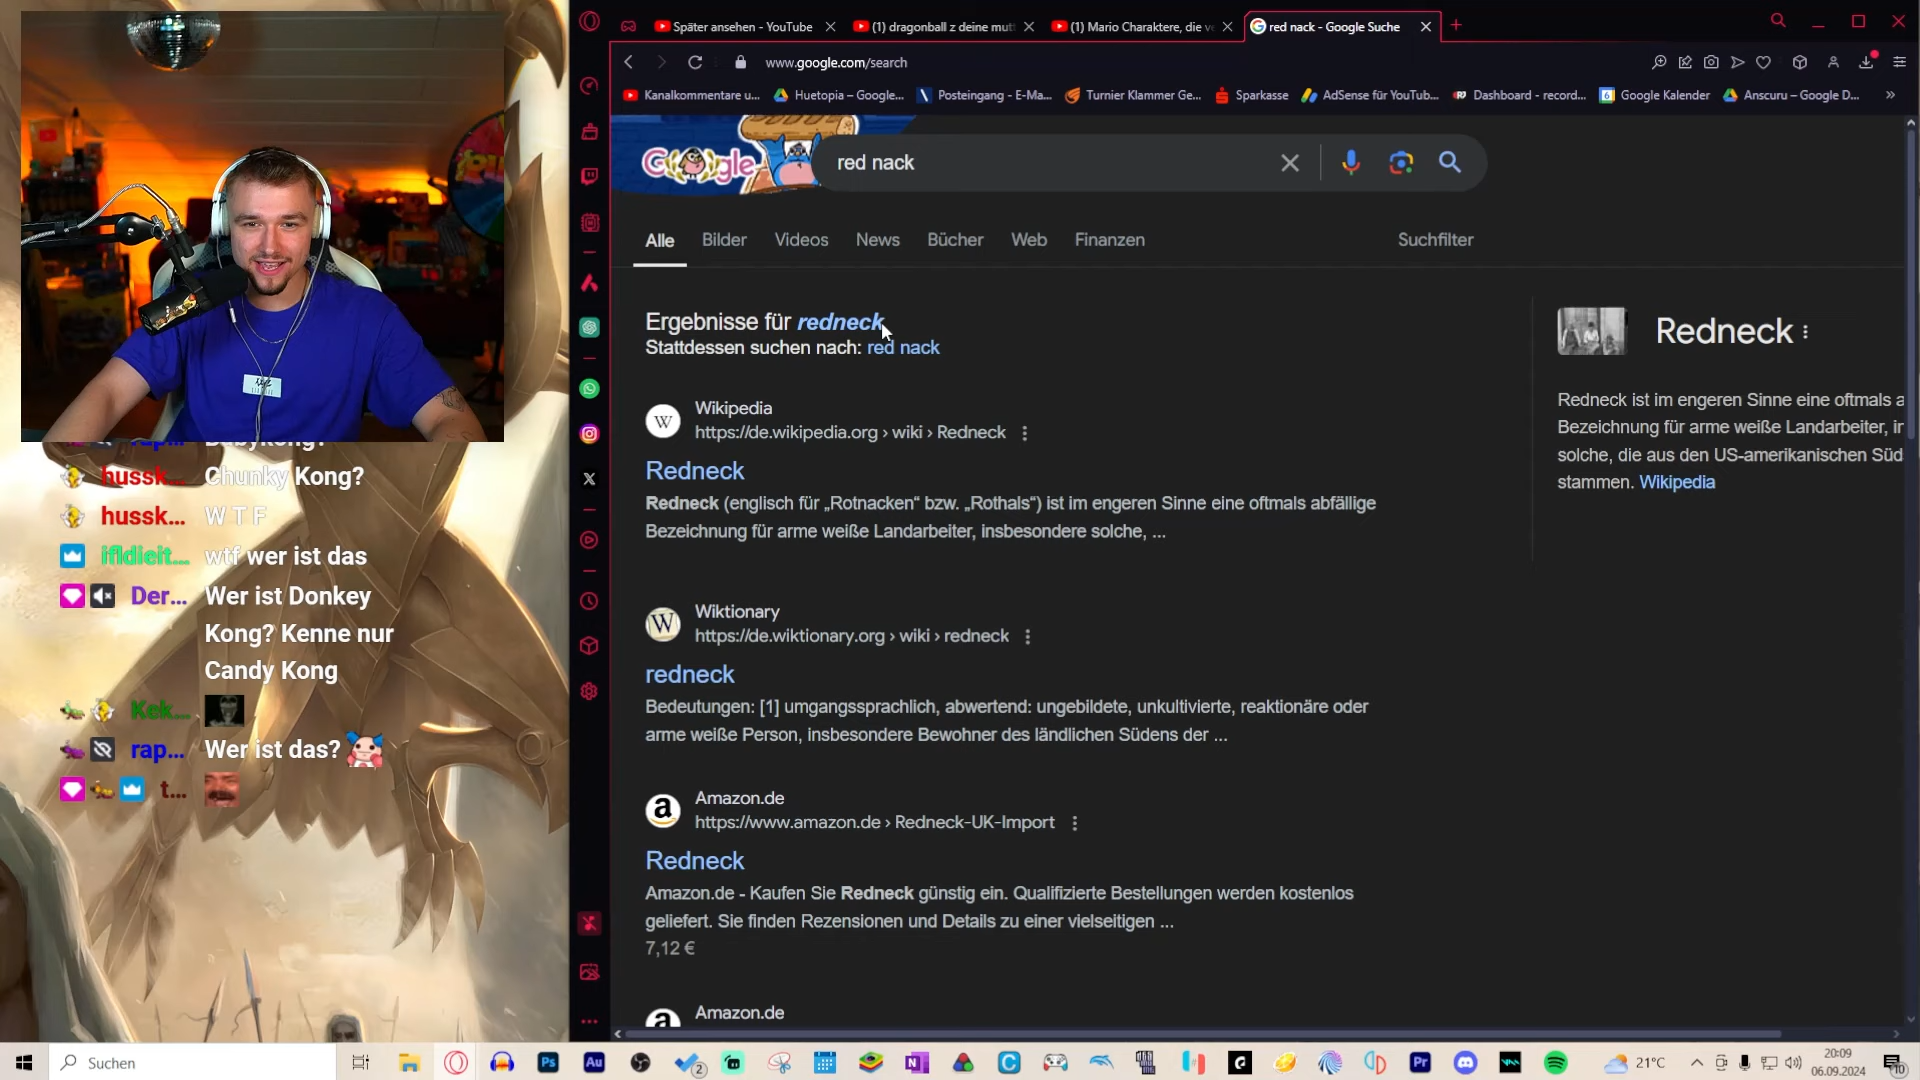 Später ansehen - YouTube
(1) dragonball z deine mutt
(1) Mario Charaktere, die ve
red nack - Google Suche
www.google.com/search
Kanalkommentare u...
Huetopia – Google...
Posteingang - E-Ma...
Turnier Klammer Ge...
Sparkasse
AdSense für YouTub...
Dashboard - record...
Google Kalender
Anscuru – Google D...
»
Google
red nack
Alle
Bilder
Videos
News
Bücher
Web
Finanzen
Suchfilter
Ergebnisse für redneck
Stattdessen suchen nach: red nack
Wikipedia
https://de.wikipedia.org › wiki › Redneck
Redneck
Redneck (englisch für „Rotnacken“ bzw. „Rothals“) ist im engeren Sinne eine oftmals abfällige
Bezeichnung für arme weiße Landarbeiter, insbesondere solche, ...
Wiktionary
https://de.wiktionary.org › wiki › redneck
redneck
Bedeutungen: [1] umgangssprachlich, abwertend: ungebildete, unkultivierte, reaktionäre oder
arme weiße Person, insbesondere Bewohner des ländlichen Südens der ...
Amazon.de
https://www.amazon.de › Redneck-UK-Import
Redneck
Amazon.de - Kaufen Sie Redneck günstig ein. Qualifizierte Bestellungen werden kostenlos
geliefert. Sie finden Rezensionen und Details zu einer vielseitigen ...
7,12 €
Amazon.de
Redneck
Redneck ist im engeren Sinne eine oftmals a
Bezeichnung für arme weiße Landarbeiter, ir
solche, die aus den US-amerikanischen Süd
stammen. Wikipedia
hussk... Chunky Kong?
hussk... W T F
ifldieit... wtf wer ist das
Der... Wer ist Donkey
Kong? Kenne nur
Candy Kong
Kek...
rap... Wer ist das?
t...
Suchen
2
21°C
20:09
06.09.2024
10